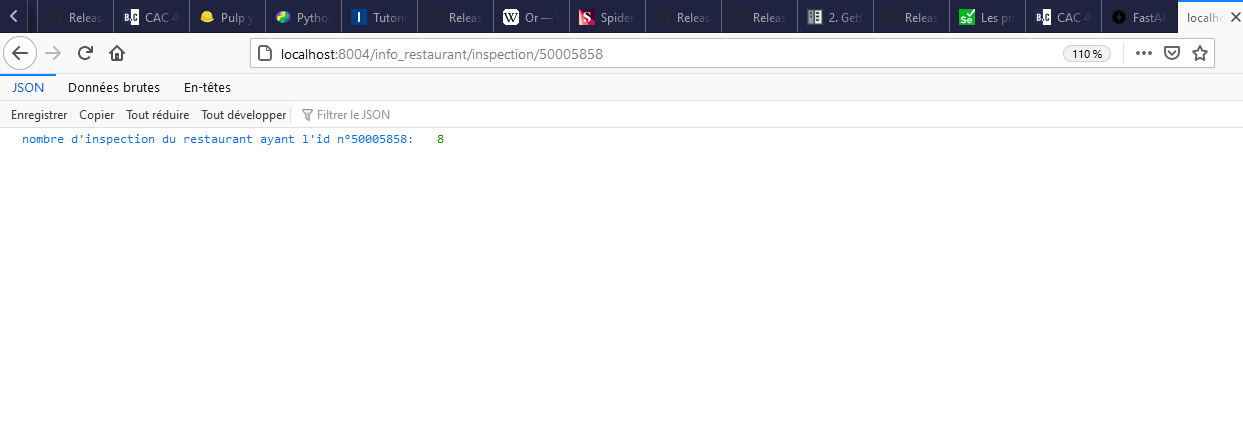 Releas CAC 4 Pulp y Python Tutori Releas Or — Spider Releas Releas 2. Gett Releas Les pr CAC 4 FastAP localho
localhost:8004/info_restaurant/inspection/50005858 110 %
JSON Données brutes En-têtes
Enregistrer Copier Tout réduire Tout développer Filtrer le JSON
nombre d'inspection du restaurant ayant l'id n°50005858: 8